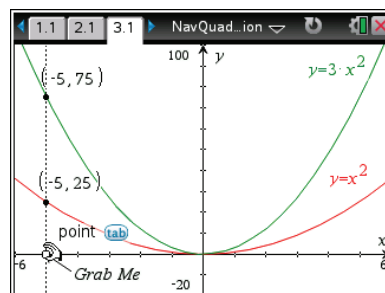 1.1 2.1 3.1 NavQuad...ion
100 y
(-5,75)
y=3·x²
(-5,25)
y=x²
point tab
x
-6 6
Grab Me
-20